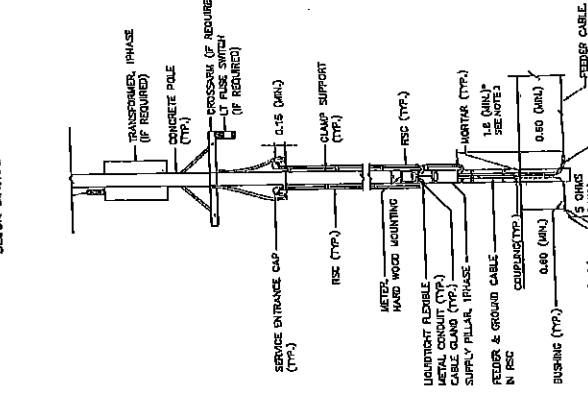 TRANSFORMER, 1PHASE
(IF REQUIRED)
CONCRETE POLE
(TYP.)
CROSSARM (IF REQUIRED)
LT FUSE SWITCH
(IF REQUIRED)
0.15 (MIN.)
CLAMP SUPPORT
(TYP.)
RSC (TYP.)
MORTAR (TYP.)
1.8 (MIN.)*
SEE NOTE 3
0.60 (MIN.)
FEEDER CABLE
SERVICE ENTRANCE CAP
(TYP.)
RSC (TYP.)
METER
HARD WOOD MOUNTING
LIQUIDTIGHT FLEXIBLE
METAL CONDUIT (TYP.)
CABLE GLAND (TYP.)
SUPPLY PILLAR, 1PHASE
FEEDER & GROUND CABLE
IN RSC
COUPLING(TYP.)
0.60 (MIN.)
BUSHING (TYP.)
5 OHMS